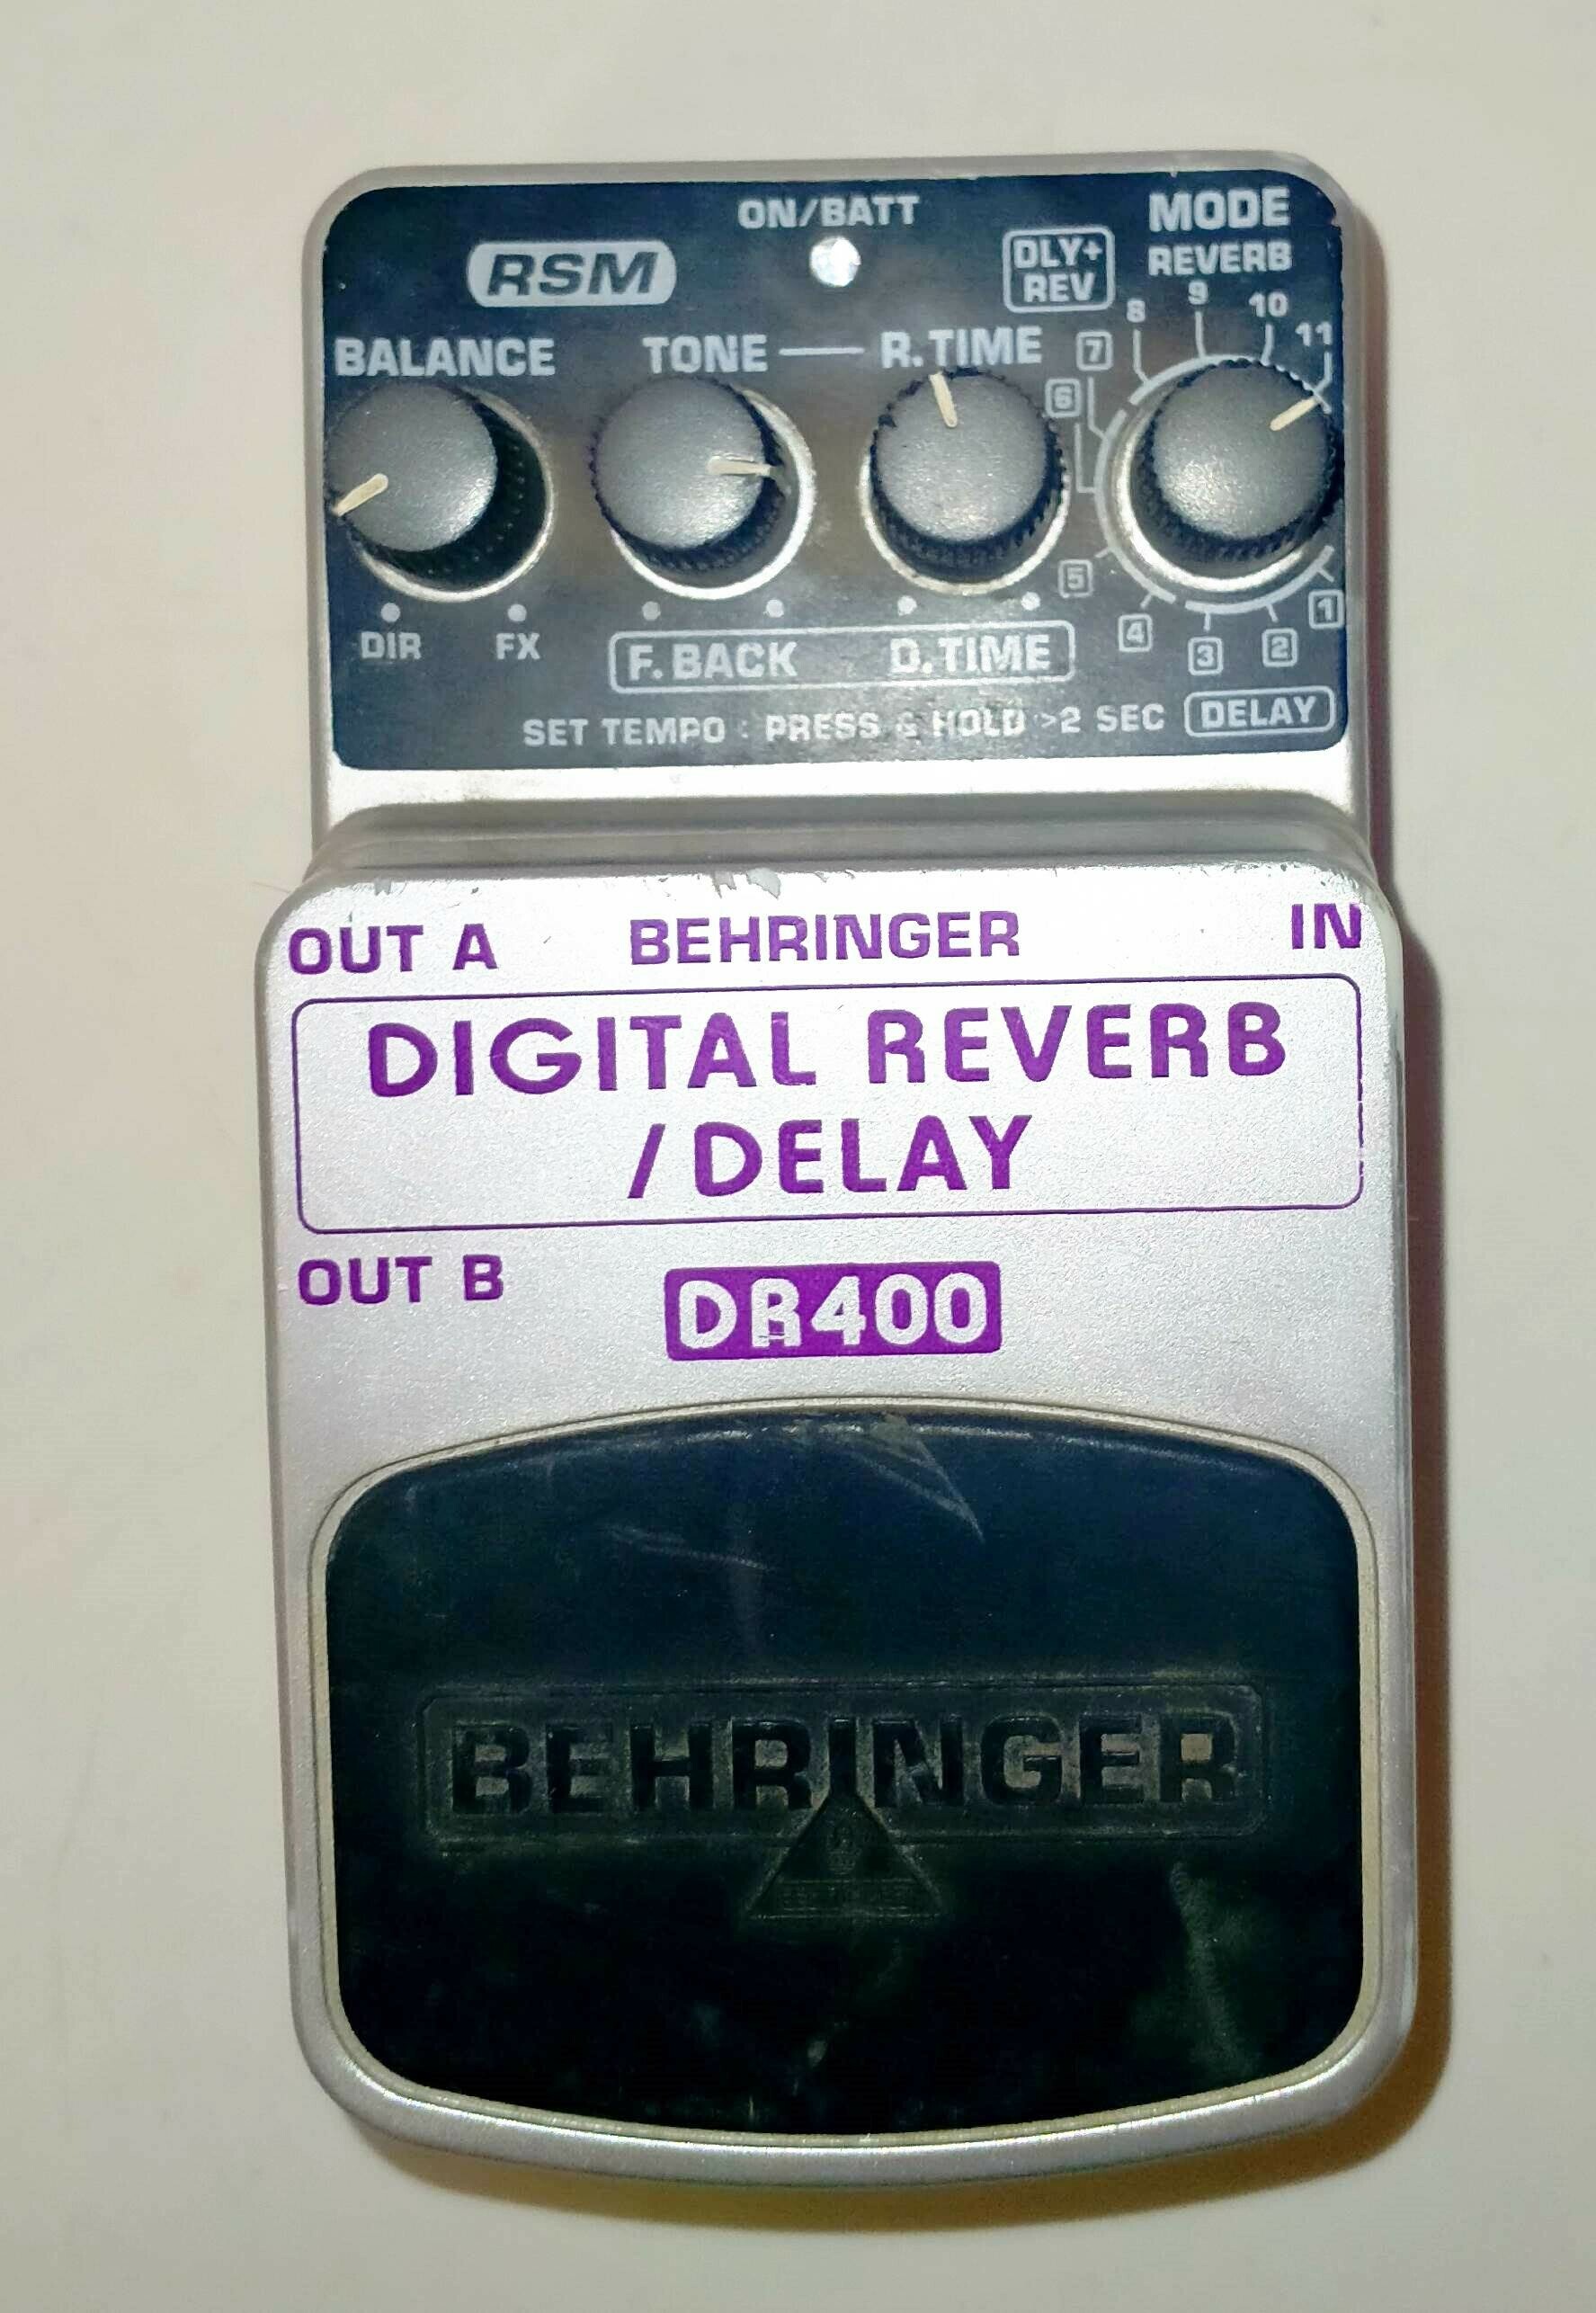 ON/BATT
MODE
RSM
DLY+
REV
REVERB
8 9 10 11
BALANCE TONE R.TIME 7
6
5
4 3 2 1
DIR FX
F.BACK D.TIME
SET TEMPO : PRESS & HOLD >2 SEC DELAY
OUT A BEHRINGER IN
DIGITAL REVERB
/DELAY
OUT B
DR400
BEHRINGER